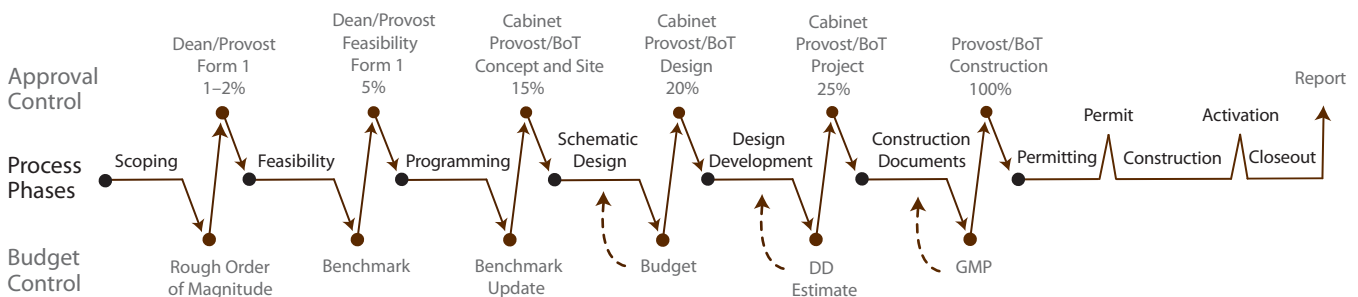 Approval
Control
Dean/Provost
Form 1
1–2%
Dean/Provost
Feasibility
Form 1
5%
Cabinet
Provost/BoT
Concept and Site
15%
Cabinet
Provost/BoT
Design
20%
Cabinet
Provost/BoT
Project
25%
Provost/BoT
Construction
100%
Report
Process
Phases
Scoping
Feasibility
Programming
Schematic
Design
Design
Development
Construction
Documents
Permitting
Permit
Construction
Activation
Closeout
Budget
Control
Rough Order
of Magnitude
Benchmark
Benchmark
Update
Budget
DD
Estimate
GMP